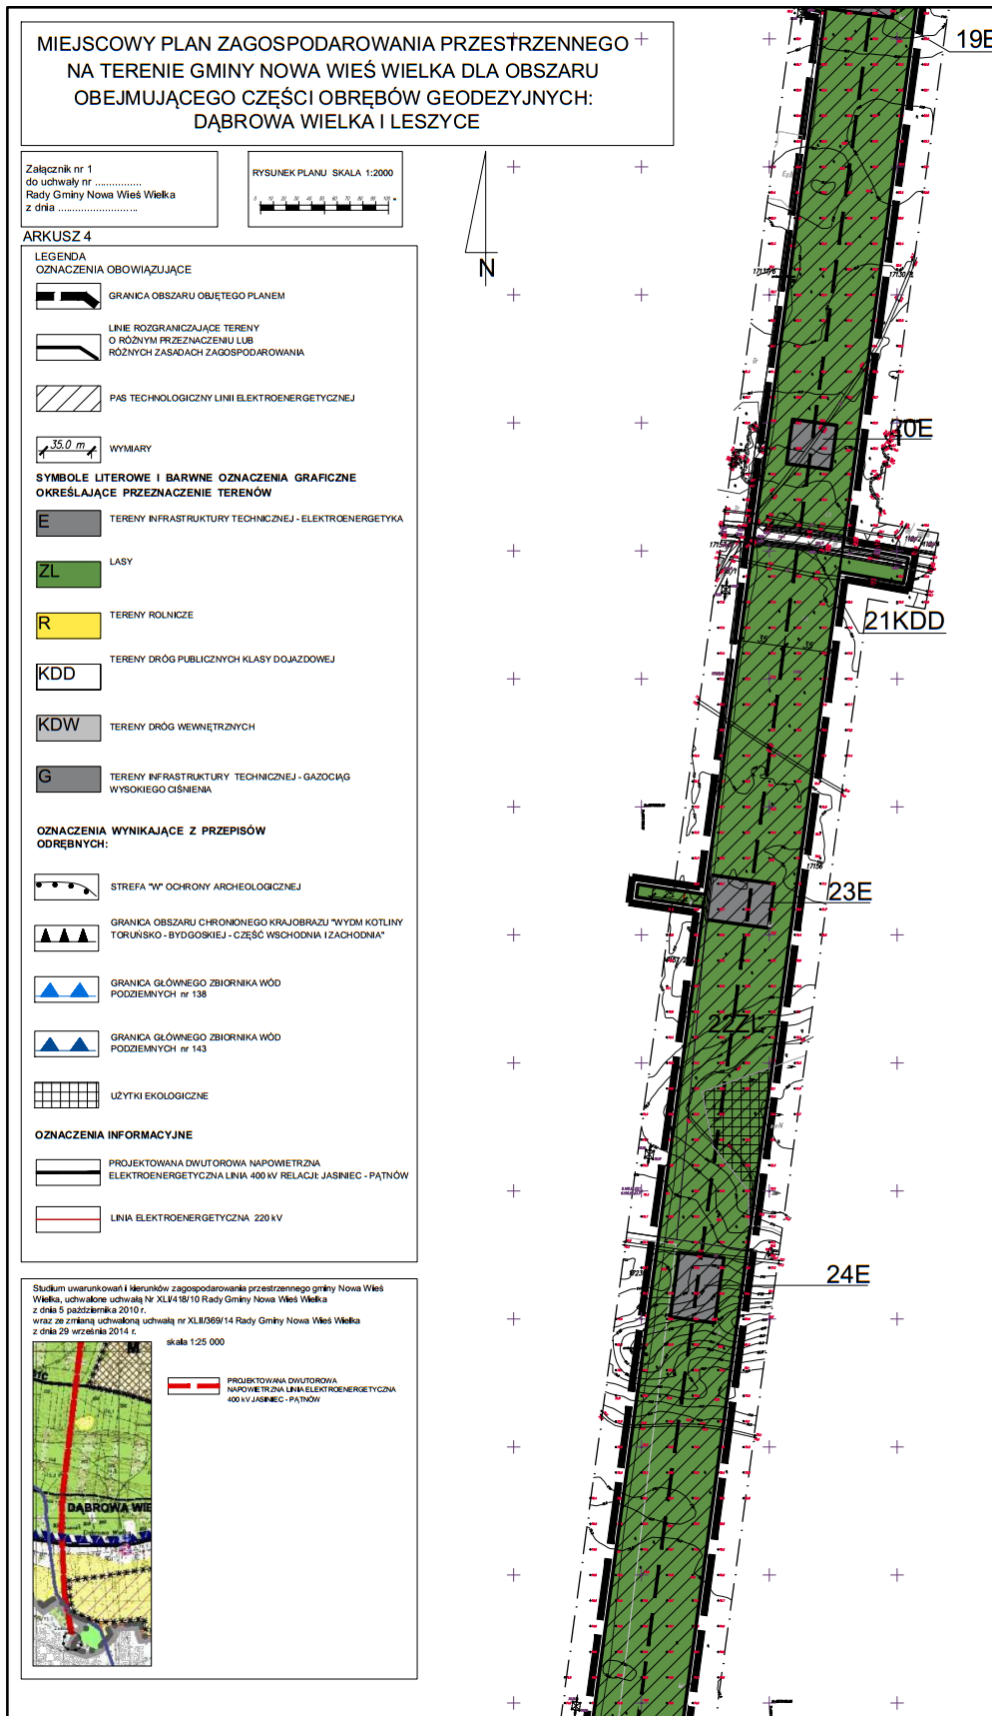 MIEJSCOWY PLAN ZAGOSPODAROWANIA PRZESTRZENNEGO
NA TERENIE GMINY NOWA WIEŚ WIELKA DLA OBSZARU
OBEJMUJĄCEGO CZĘŚCI OBRĘBÓW GEODEZYJNYCH:
DĄBROWA WIELKA I LESZYCE
Załącznik nr 1
do uchwały nr ...............
Rady Gminy Nowa Wieś Wielka
z dnia ..........................
RYSUNEK PLANU SKALA 1:2000
N
ARKUSZ 4
LEGENDA
OZNACZENIA OBOWIĄZUJĄCE
GRANICA OBSZARU OBJĘTEGO PLANEM
LINIE ROZGRANICZAJĄCE TERENY
O RÓŻNYM PRZEZNACZENIU LUB
RÓŻNYCH ZASADACH ZAGOSPODAROWANIA
PAS TECHNOLOGICZNY LINII ELEKTROENERGETYCZNEJ
35.0 m WYMIARY
SYMBOLE LITEROWE I BARWNE OZNACZENIA GRAFICZNE
OKREŚLAJĄCE PRZEZNACZENIE TERENÓW
E TERENY INFRASTRUKTURY TECHNICZNEJ - ELEKTROENERGETYKA
ZL LASY
R TERENY ROLNICZE
KDD TERENY DRÓG PUBLICZNYCH KLASY DOJAZDOWEJ
KDW TERENY DRÓG WEWNĘTRZNYCH
G TERENY INFRASTRUKTURY TECHNICZNEJ - GAZOCIĄG
WYSOKIEGO CIŚNIENIA
OZNACZENIA WYNIKAJĄCE Z PRZEPISÓW
ODRĘBNYCH:
STREFA "W" OCHRONY ARCHEOLOGICZNEJ
GRANICA OBSZARU CHRONIONEGO KRAJOBRAZU "WYDM KOTLINY
TORUŃSKO - BYDGOSKIEJ - CZĘŚĆ WSCHODNIA I ZACHODNIA"
GRANICA GŁÓWNEGO ZBIORNIKA WÓD
PODZIEMNYCH nr 138
GRANICA GŁÓWNEGO ZBIORNIKA WÓD
PODZIEMNYCH nr 143
UŻYTKI EKOLOGICZNE
OZNACZENIA INFORMACYJNE
PROJEKTOWANA DWUTOROWA NAPOWIETRZNA
ELEKTROENERGETYCZNA LINIA 400 kV RELACJI: JASINIEC - PĄTNÓW
LINIA ELEKTROENERGETYCZNA 220 kV
Studium uwarunkowań i kierunków zagospodarowania przestrzennego gminy Nowa Wieś
Wielka, uchwalone uchwałą Nr XLI/418/10 Rady Gminy Nowa Wieś Wielka
z dnia 5 października 2010 r.
wraz ze zmianą uchwaloną uchwałą nr XLII/369/14 Rady Gminy Nowa Wieś Wielka
z dnia 29 września 2014 r.
skala 1:25 000
PROJEKTOWANA DWUTOROWA
NAPOWIETRZNA LINIA ELEKTROENERGETYCZNA
400 kV JASINIEC - PĄTNÓW
M
DĄBROWA WIE
19E
20E
21KDD
35 35
23E
22ZL
24E